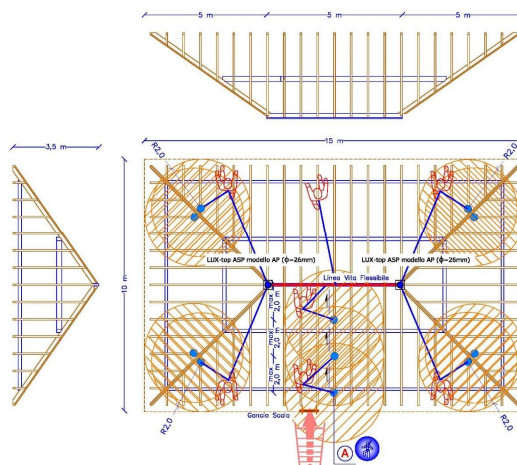 5 m
5 m
5 m
3,5 m
15 m
R2.0
R2.0
10 m
LUX-top ASP modello AP (ϕ=26mm)
LUX-top ASP modello AP (ϕ=26mm)
Linea Vita Flessibile
max
2,0 m
max
2,0 m
max
2,0 m
Gancio Scala
R2.0
R2.0
A